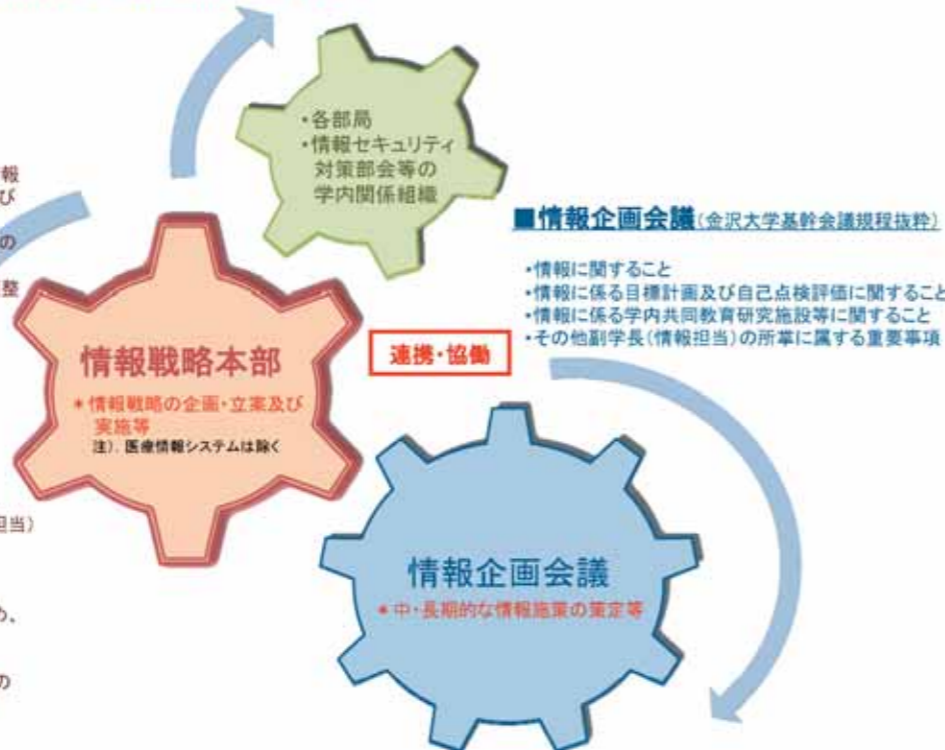 ・各部局
・情報セキュリティ
対策部会等の
学内関係組織
報
び
の
整
■情報企画会議(金沢大学基幹会議規程抜粋)
・情報に関すること
・情報に係る目標計画及び自己点検評価に関すること
・情報に係る学内共同教育研究施設等に関すること
・その他副学長(情報担当)の所掌に属する重要事項
連携・協働
情報戦略本部
*情報戦略の企画・立案及び
実施等
注). 医療情報システムは除く
担当)
、
の
情報企画会議
*中・長期的な情報施策の策定等